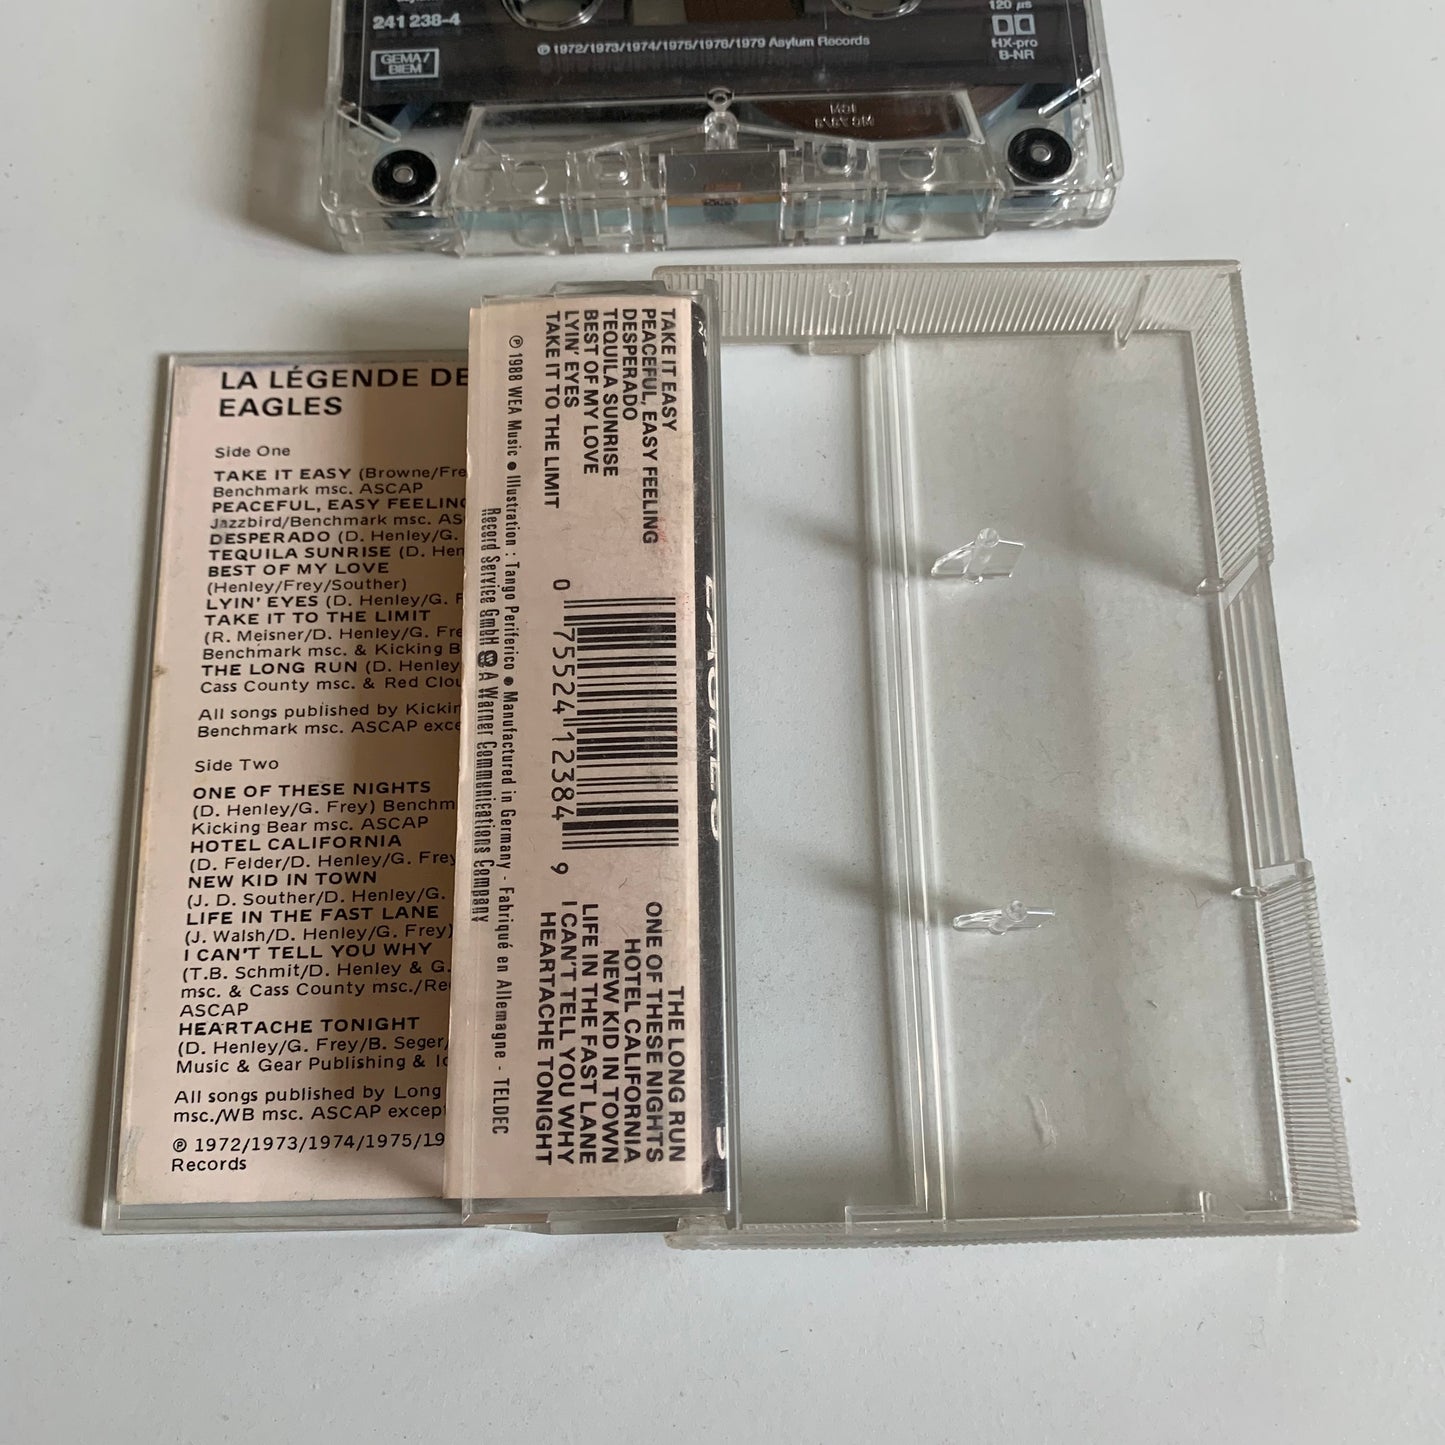 241 238-4
GEMA/
BIEM
℗ 1972/1973/1974/1975/1976/1979 Asylum Records
120 µs
HX-pro
B-NR
LA LÉGENDE DE
EAGLES
Side One
TAKE IT EASY (Browne/Fre
Benchmark msc. ASCAP
PEACEFUL, EASY FEELING
Jazzbird/Benchmark msc. AS
DESPERADO (D. Henley/G.
TEQUILA SUNRISE (D. Hen
BEST OF MY LOVE
(Henley/Frey/Souther)
LYIN' EYES (D. Henley/G. F
TAKE IT TO THE LIMIT
(R. Meisner/D. Henley/G. Fre
Benchmark msc. & Kicking B
THE LONG RUN (D. Henley
Cass County msc. & Red Clou
All songs published by Kickin
Benchmark msc. ASCAP exce
Side Two
ONE OF THESE NIGHTS
(D. Henley/G. Frey) Benchm
Kicking Bear msc. ASCAP
HOTEL CALIFORNIA
(D. Felder/D. Henley/G. Frey
NEW KID IN TOWN
(J. D. Souther/D. Henley/G.
LIFE IN THE FAST LANE
(J. Walsh/D. Henley/G. Frey)
I CAN'T TELL YOU WHY
(T.B. Schmit/D. Henley & G.
msc. & Cass County msc./Re
ASCAP
HEARTACHE TONIGHT
(D. Henley/G. Frey/B. Seger/
Music & Gear Publishing & Ic
All songs published by Long
msc./WB msc. ASCAP except
℗ 1972/1973/1974/1975/19
Records
TAKE IT EASY
PEACEFUL, EASY FEELING
DESPERADO
TEQUILA SUNRISE
BEST OF MY LOVE
LYIN' EYES
TAKE IT TO THE LIMIT
0 75524 12384 9
THE LONG RUN
ONE OF THESE NIGHTS
HOTEL CALIFORNIA
NEW KID IN TOWN
LIFE IN THE FAST LANE
I CAN'T TELL YOU WHY
HEARTACHE TONIGHT
℗ 1988 WEA Music ● Illustration : Tango Periferico ● Manufactured in Germany - Fabriqué en Allemagne - TELDEC
Record Service GmbH A Warner Communications Company
EAGLES